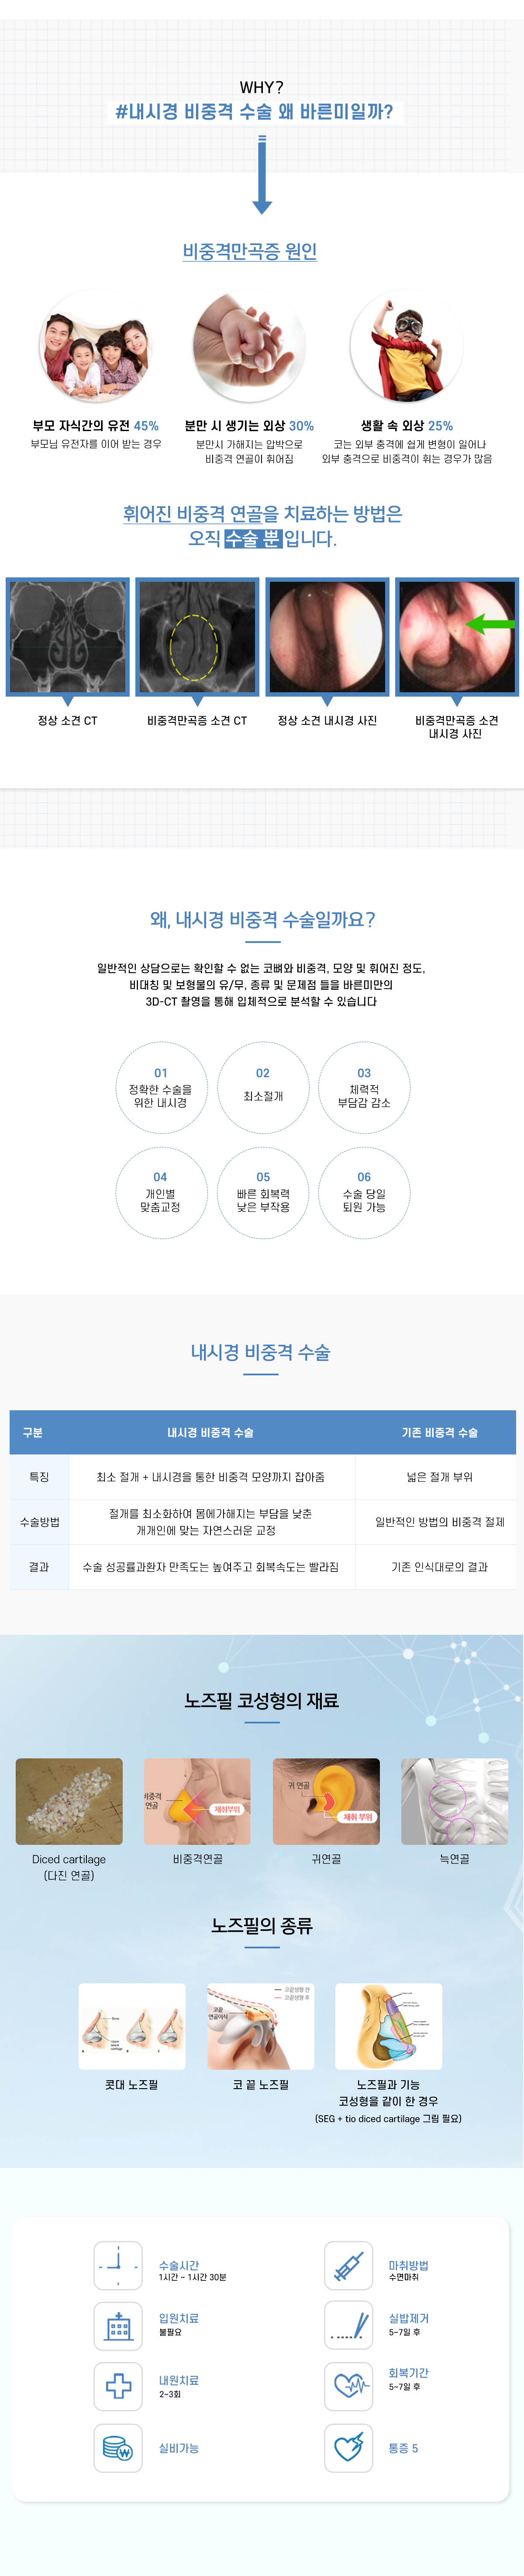 WHY?
#내시경 비중격 수술 왜 바른미일까?
비중격만곡증 원인
부모 자식간의 유전 45%
부모님 유전자를 이어 받는 경우
분만 시 생기는 외상 30%
분만시 가해지는 압박으로
비중격 연골이 휘어짐
생활 속 외상 25%
코는 외부 충격에 쉽게 변형이 일어나
외부 충격으로 비중격이 휘는 경우가 많음
휘어진 비중격 연골을 치료하는 방법은
오직 수술 뿐 입니다.
정상 소견 CT
비중격만곡증 소견 CT
정상 소견 내시경 사진
비중격만곡증 소견
내시경 사진
왜, 내시경 비중격 수술일까요?
일반적인 상담으로는 확인할 수 없는 코뼈와 비중격, 모양 및 휘어진 정도,
비대칭 및 보형물의 유/무, 종류 및 문제점 들을 바른미만의
3D-CT 촬영을 통해 입체적으로 분석할 수 있습니다
01
정확한 수술을
위한 내시경
02
최소절개
03
체력적
부담감 감소
04
개인별
맞춤교정
05
빠른 회복력
낮은 부작용
06
수술 당일
퇴원 가능
내시경 비중격 수술
구분 내시경 비중격 수술 기존 비중격 수술
특징 최소 절개 + 내시경을 통한 비중격 모양까지 잡아줌 넓은 절개 부위
수술방법 절개를 최소화하여 몸에가해지는 부담을 낮춘
개개인에 맞는 자연스러운 교정 일반적인 방법의 비중격 절제
결과 수술 성공률과환자 만족도는 높여주고 회복속도는 빨라짐 기존 인식대로의 결과
노즈필 코성형의 재료
비중격
연골
채취부위
귀 연골
채취 부위
Diced cartilage
(다진 연골)
비중격연골
귀연골
늑연골
노즈필의 종류
코끝성형 전
코끝성형 후
코끝
연골이식
콧대 노즈필
코 끝 노즈필
노즈필과 기능
코성형을 같이 한 경우
(SEG + tio diced cartilage 그림 필요)
수술시간
1시간 ~ 1시간 30분
마취방법
수면마취
입원치료
불필요
실밥제거
5~7일 후
내원치료
2~3회
회복기간
5~7일 후
실비가능
통증 5